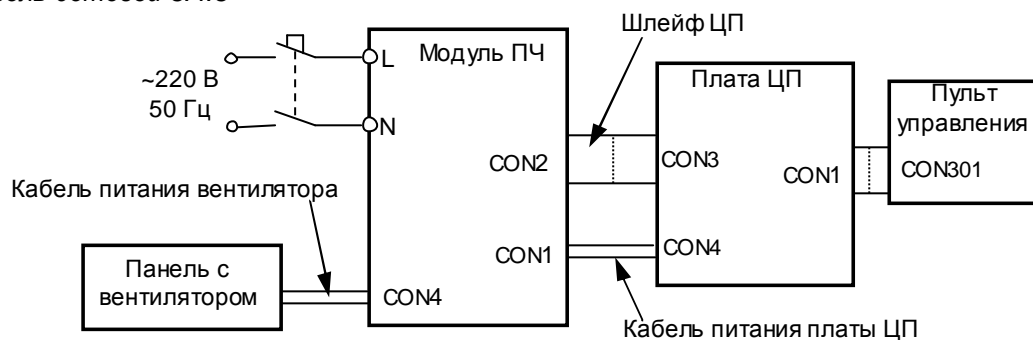 Шлейф ЦП
~220 В
50 Гц
L
N
Модуль ПЧ
Плата ЦП
Пульт
управления
CON2
CON3
CON1
CON301
Кабель питания вентилятора
CON1
CON4
Панель с
вентилятором
CON4
Кабель питания платы ЦП